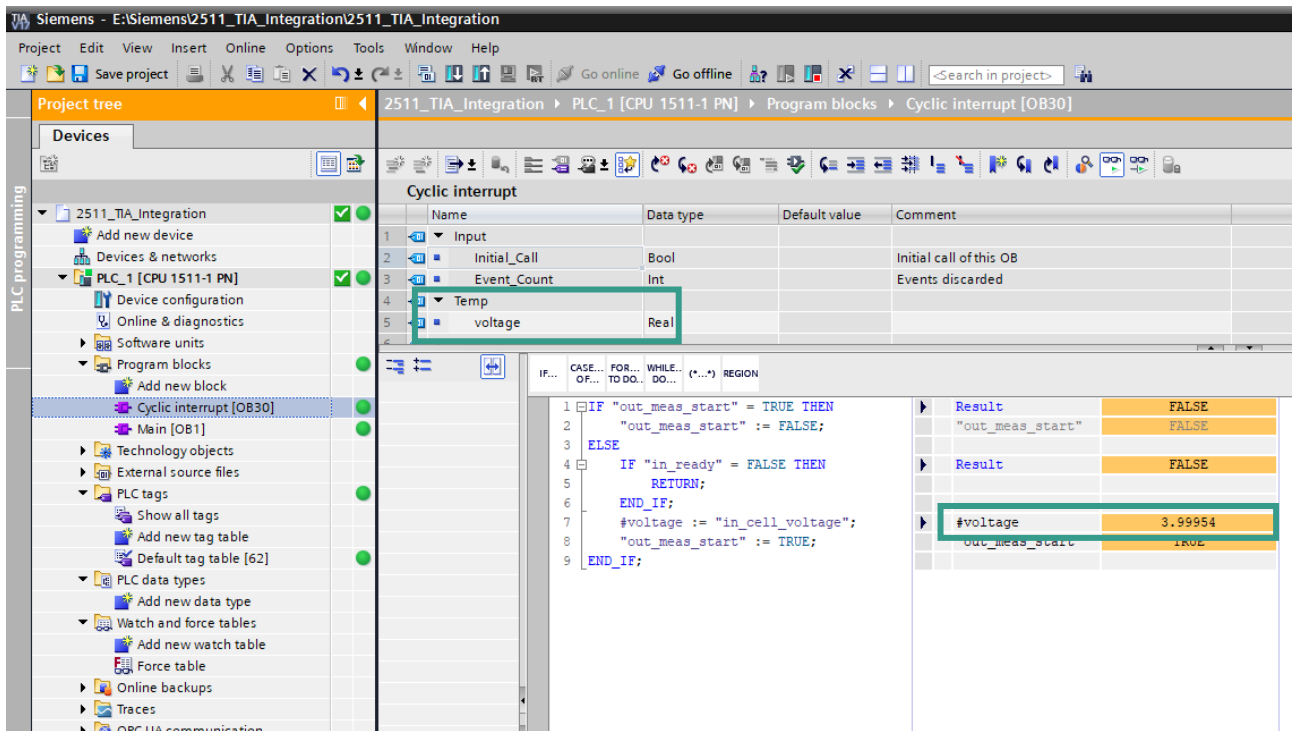 Siemens - E:\Siemens\2511_TIA_Integration\2511_TIA_Integration
Project Edit View Insert Online Options Tools Window Help
Save project Go online Go offline <Search in project>
Project tree
2511_TIA_Integration PLC_1 [CPU 1511-1 PN] Program blocks Cyclic interrupt [OB30]
Devices
PLC programming
Cyclic interrupt
Name Data type Default value Comment
1 Input
2 Initial_Call Bool Initial call of this OB
3 Event_Count Int Events discarded
4 Temp
5 voltage Real
2511_TIA_Integration
Add new device
Devices & networks
PLC_1 [CPU 1511-1 PN]
Device configuration
Online & diagnostics
Software units
Program blocks
Add new block
Cyclic interrupt [OB30]
Main [OB1]
Technology objects
External source files
PLC tags
Show all tags
Add new tag table
Default tag table [62]
PLC data types
Add new data type
Watch and force tables
Add new watch table
Force table
Online backups
Traces
OPC UA communication
IF... CASE... OF... FOR... TO DO.. WHILE.. DO... (*...*) REGION
1 IF "out_meas_start" = TRUE THEN Result FALSE
2 "out_meas_start" := FALSE; "out_meas_start" FALSE
3 ELSE
4 IF "in_ready" = FALSE THEN Result FALSE
5 RETURN;
6 END_IF;
7 #voltage := "in_cell_voltage"; #voltage 3.99954
8 "out_meas_start" := TRUE; "out_meas_start" TRUE
9 END_IF;